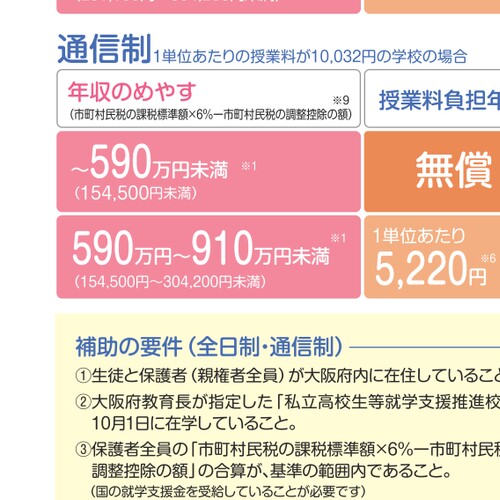 通信制 1単位あたりの授業料が10,032円の学校の場合
年収のめやす ※9
(市町村民税の課税標準額×6%ー市町村民税の調整控除の額)
授業料負担年
～590万円未満 ※1
(154,500円未満)
無償
590万円～910万円未満 ※1
(154,500円～304,200円未満)
1単位あたり
5,220円 ※6
補助の要件（全日制・通信制）
①生徒と保護者（親権者全員）が大阪府内に在住していること
②大阪府教育長が指定した「私立高校生等就学支援推進校
10月1日に在学していること。
③保護者全員の「市町村民税の課税標準額×6%ー市町村民税
調整控除の額」の合算が、基準の範囲内であること。
(国の就学支援金を受給していることが必要です)